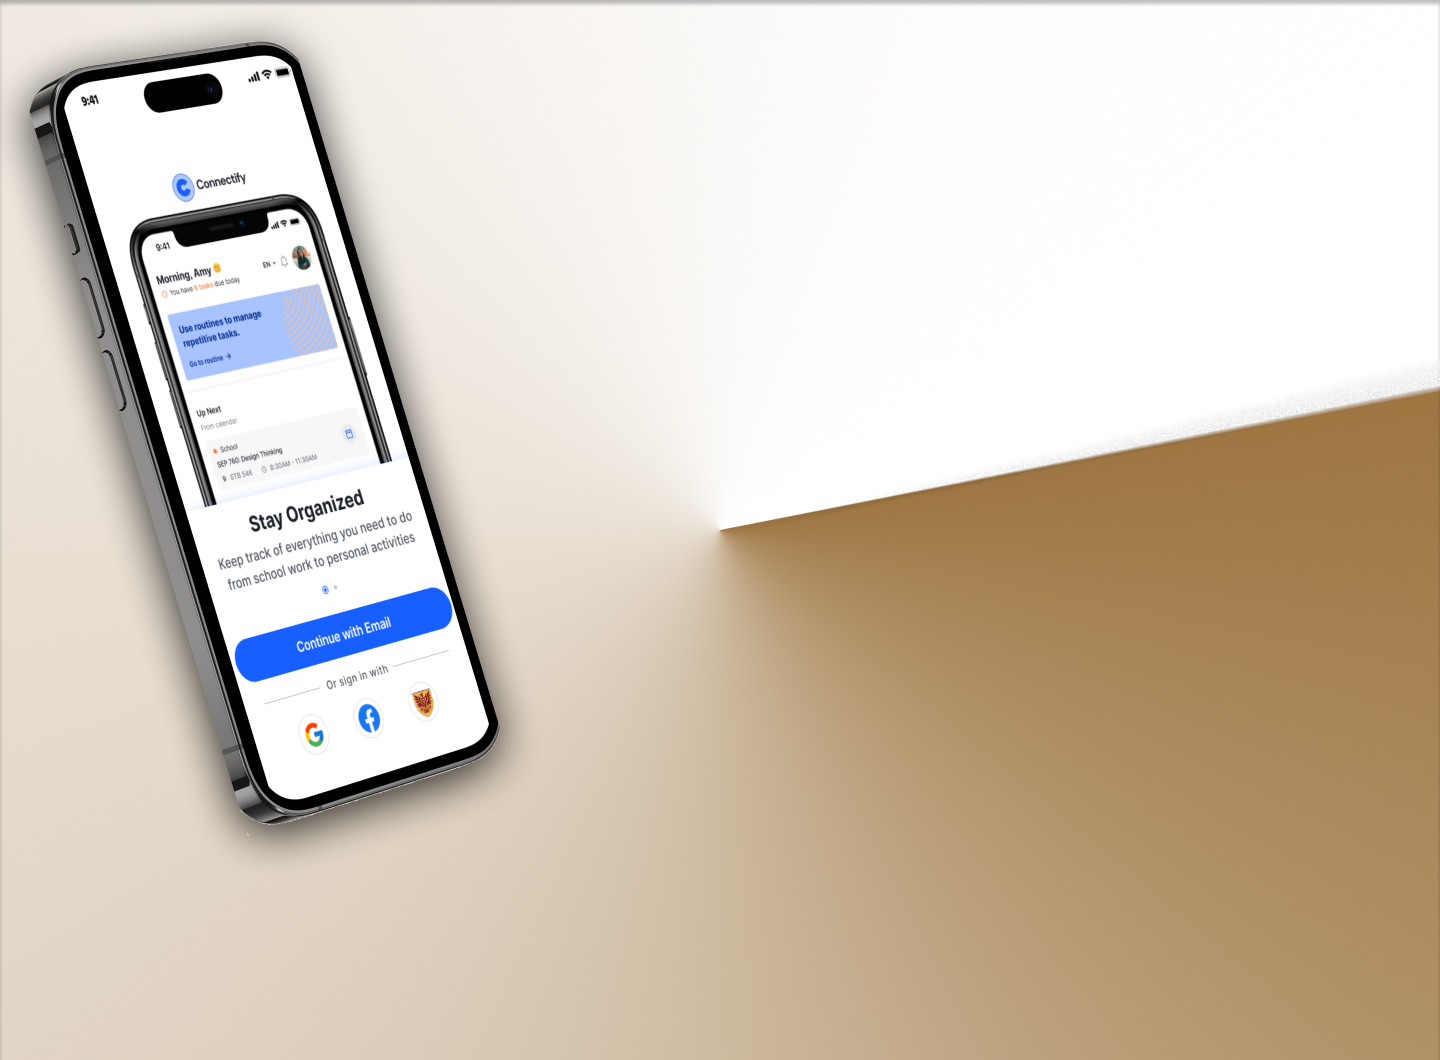 9:41
Connectify
9:41
Morning, Amy
EN
You have 6 tasks due today
Use routines to manage
repetitive tasks.
Go to routine →
Up Next
From calendar
School
SEP 760: Design Thinking
ETB 546 8:30AM - 11:30AM
Stay Organized
Keep track of everything you need to do
from school work to personal activities
Continue with Email
Or sign in with